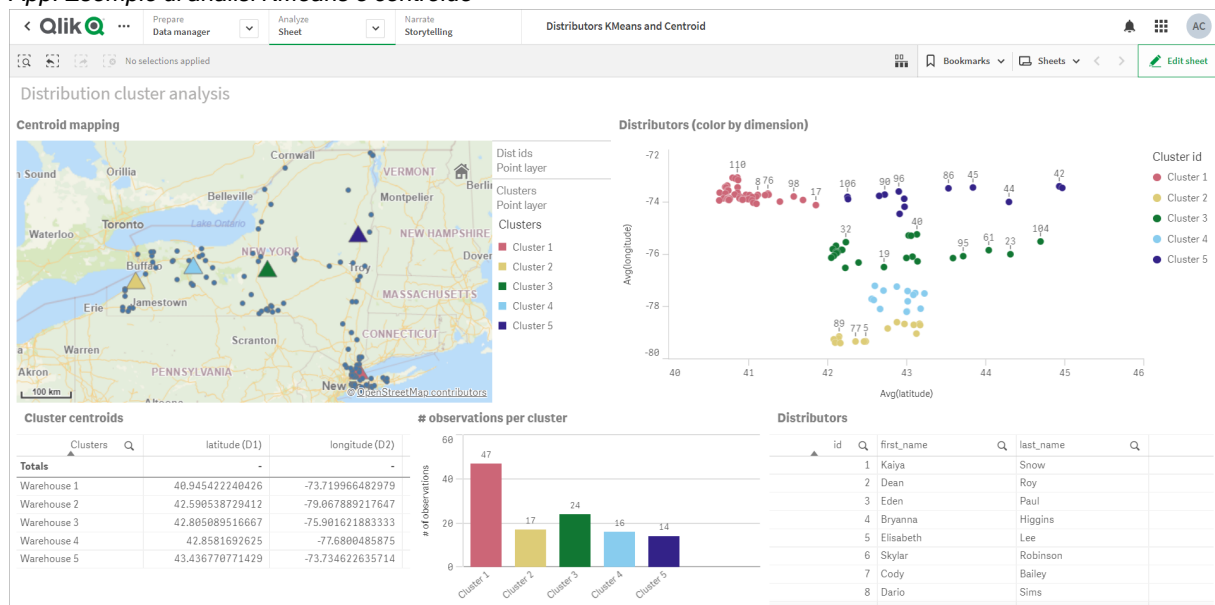 App: Esempio di analisi KMeans e centroide
Qlik
Prepare
Data manager
Analyze
Sheet
Narrate
Storytelling
Distributors KMeans and Centroid
AC
No selections applied
Bookmarks
Sheets
Edit sheet
Distribution cluster analysis
Centroid mapping
Cornwall
n Sound
Orillia
VERMONT
Berlin
Belleville
Montpelier
Toronto
Lake Ontario
Waterloo
NEW HAMPSHIRE
NEW YORK
Dover
Buffalo
Troy
MASSACHUSETTS
Erie
Jamestown
CONNECTICUT
Scranton
a
Warren
Akron
PENNSYLVANIA
New
100 km
Altoona
© OpenStreetMap contributors
Dist ids
Point layer
Clusters
Point layer
Clusters
Cluster 1
Cluster 2
Cluster 3
Cluster 4
Cluster 5
Distributors (color by dimension)
-72
-74
-76
-78
-80
Avg(longitude)
110
8
76
98
17
106
90
96
86
45
44
42
32
40
19
95
61
23
104
89
77
5
40
41
42
43
44
45
46
Avg(latitude)
Cluster id
Cluster 1
Cluster 2
Cluster 3
Cluster 4
Cluster 5
Cluster centroids
Clusters latitude (D1) longitude (D2)
Totals - -
Warehouse 1 40.945422240426 -73.719966482979
Warehouse 2 42.590538729412 -79.067889217647
Warehouse 3 42.805089516667 -75.901621883333
Warehouse 4 42.8581692625 -77.6800485875
Warehouse 5 43.436770771429 -73.734622635714
# observations per cluster
60
40
20
0
# of observations
47
17
24
16
14
Cluster 1
Cluster 2
Cluster 3
Cluster 4
Cluster 5
Distributors
id first_name last_name
1 Kaiya Snow
2 Dean Roy
3 Eden Paul
4 Bryanna Higgins
5 Elisabeth Lee
6 Skylar Robinson
7 Cody Bailey
8 Dario Sims